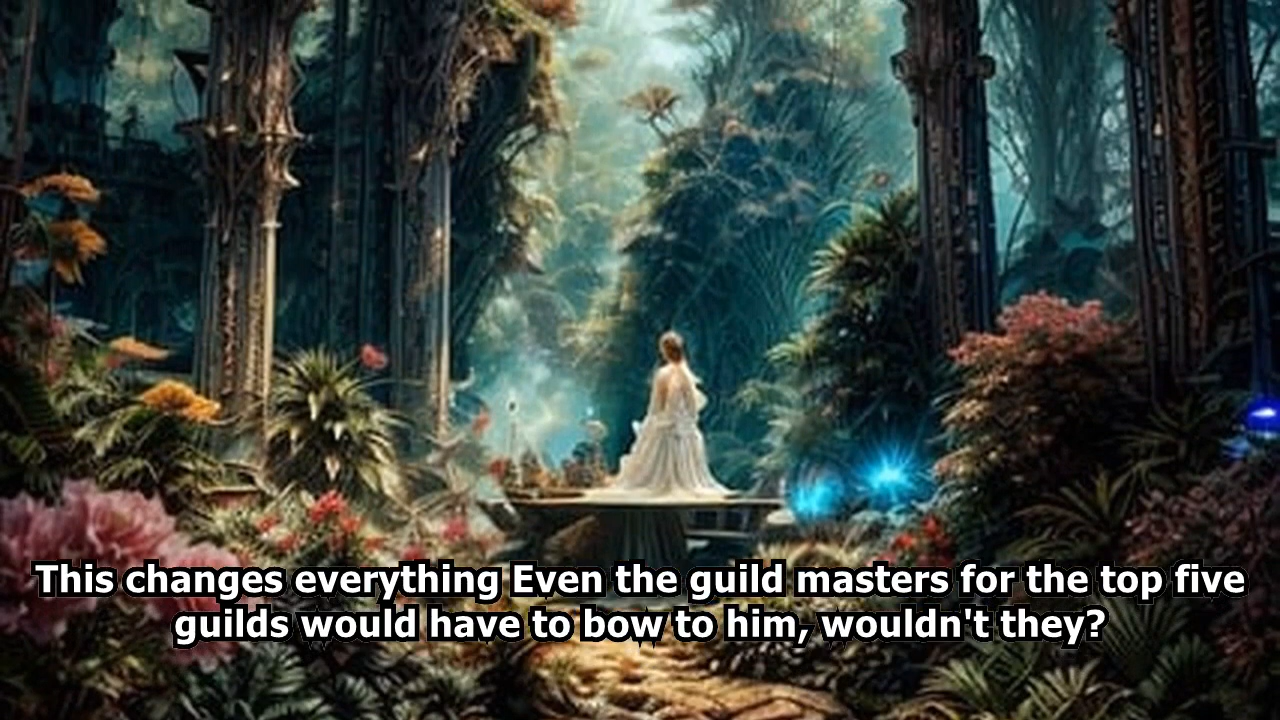 This changes everything Even the guild masters for the top five
guilds would have to bow to him, wouldn't they?